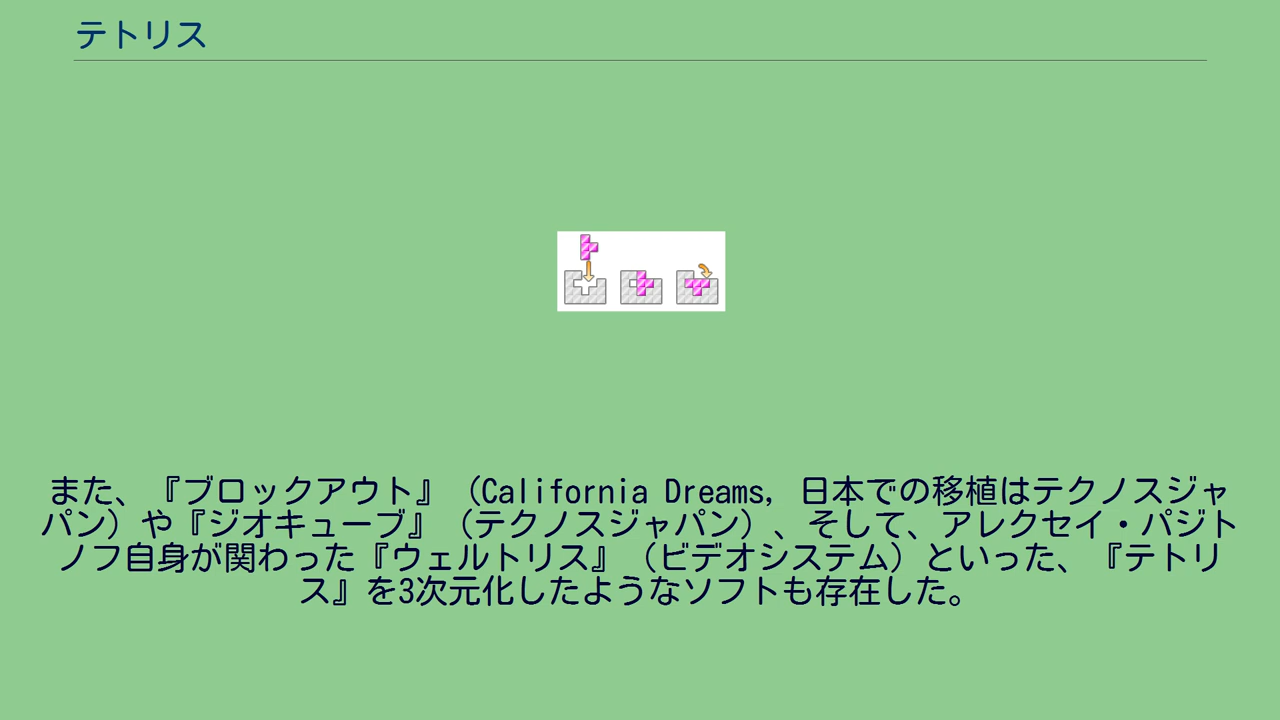 テトリス
また、『ブロックアウト』（California Dreams, 日本での移植はテクノスジャ
パン）や『ジオキューブ』（テクノスジャパン）、そして、アレクセイ・パジト
ノフ自身が関わった『ウェルトリス』（ビデオシステム）といった、『テトリ
ス』を3次元化したようなソフトも存在した。